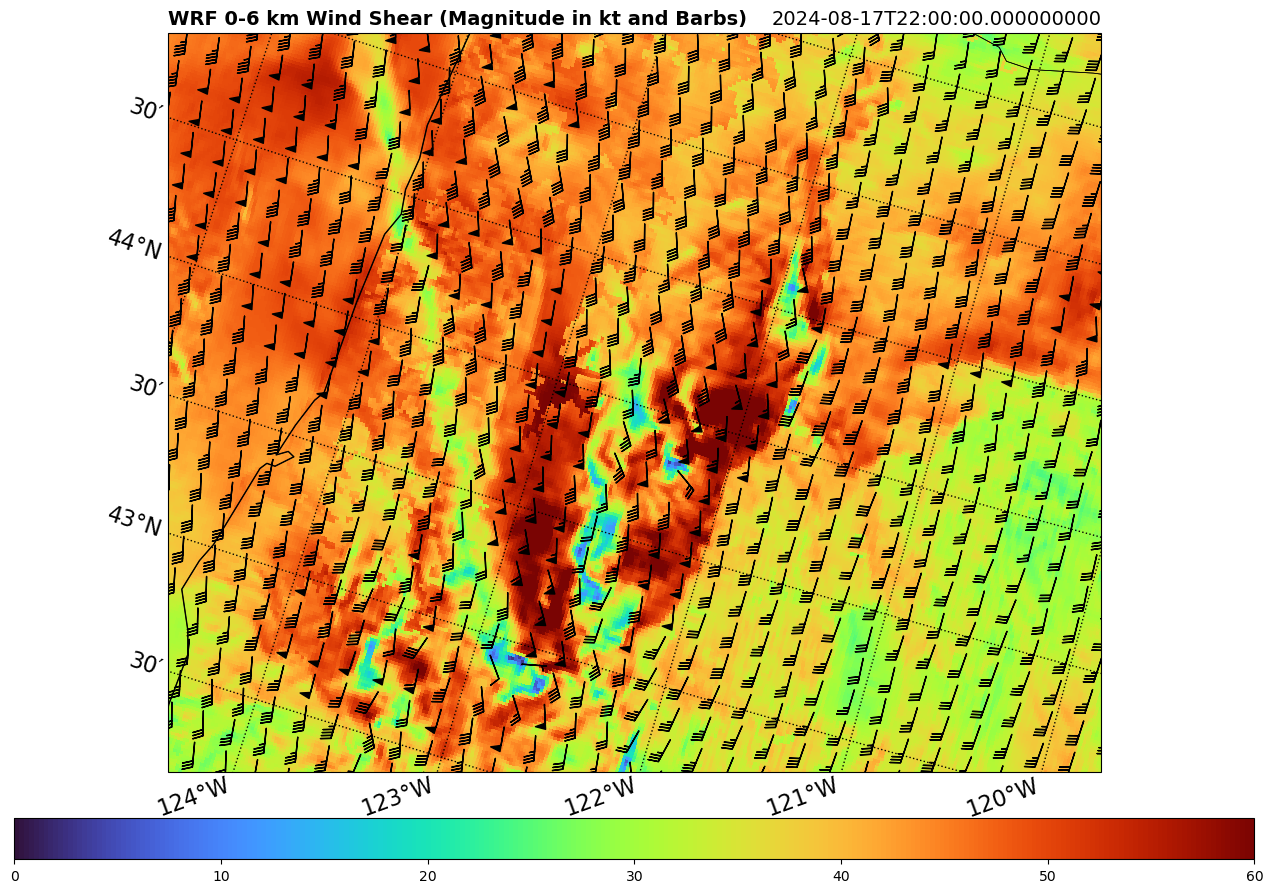 WRF 0-6 km Wind Shear (Magnitude in kt and Barbs) 2024-08-17T22:00:00.000000000
30′
44°N
30′
43°N
30′
124°W 123°W 122°W 121°W 120°W
0 10 20 30 40 50 60